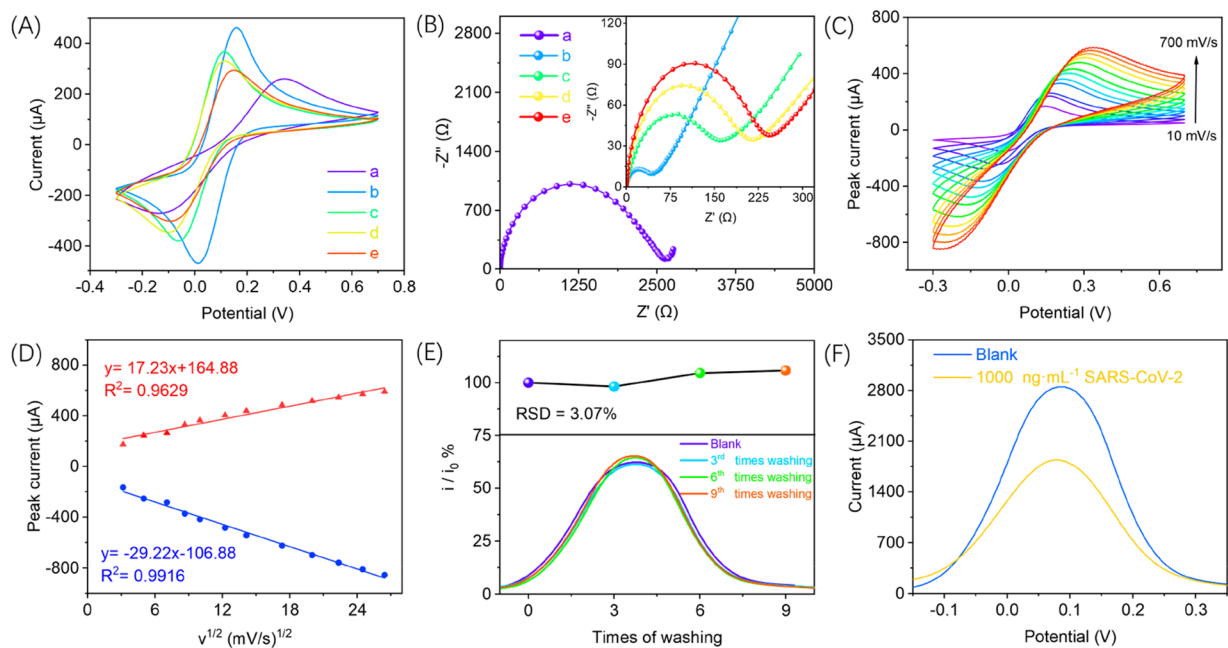 (A)
Current (μA)
400
200
0
-200
-400
a
b
c
d
e
-0.4 -0.2 0.0 0.2 0.4 0.6 0.8
Potential (V)
(B)
-Z'' (Ω)
2800
2100
1400
700
0
a
b
c
d
e
-Z'' (Ω)
120
90
60
30
0
0 75 150 225 300
Z' (Ω)
0 1250 2500 3750 5000
Z' (Ω)
(C)
Peak current (μA)
800
400
0
-400
-800
700 mV/s
10 mV/s
-0.3 0.0 0.3 0.6
Potential (V)
(D)
Peak current (μA)
800
400
0
-400
-800
y= 17.23x+164.88
R²= 0.9629
y= -29.22x-106.88
R²= 0.9916
0 6 12 18 24
v¹/² (mV/s)¹/²
(E)
i / i₀ %
100
75
50
25
0
RSD = 3.07%
Blank
3ʳᵈ times washing
6ᵗʰ times washing
9ᵗʰ times washing
0 3 6 9
Times of washing
(F)
Current (μA)
3500
2800
2100
1400
700
0
Blank
1000 ng·mL⁻¹ SARS-CoV-2
-0.1 0.0 0.1 0.2 0.3
Potential (V)